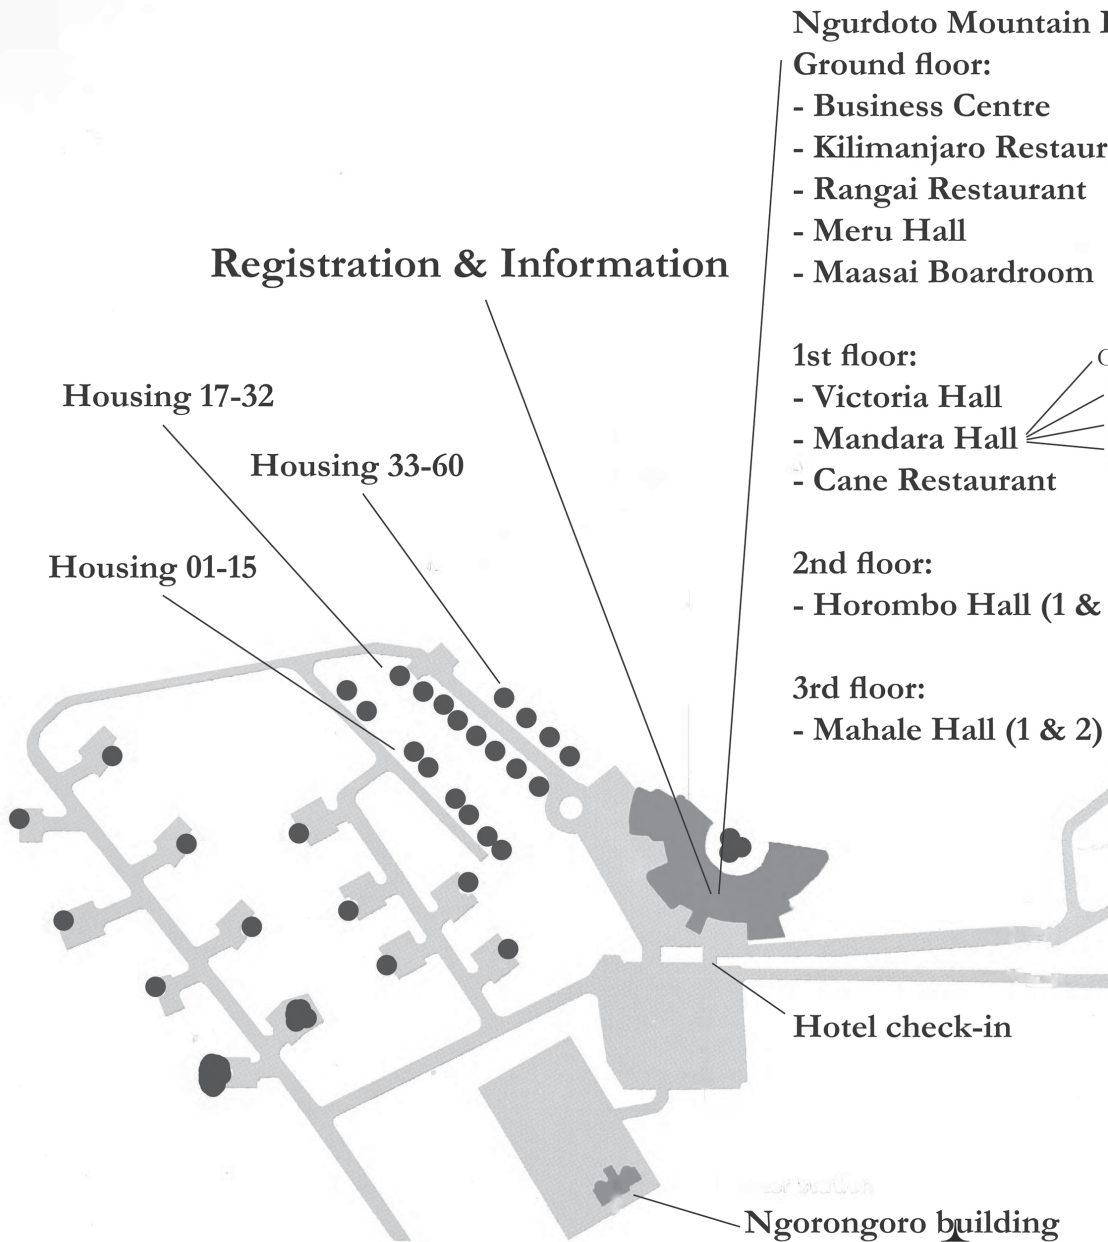 Ngurdoto Mountain
Ground floor:
- Business Centre
- Kilimanjaro
- Rangai Restaurant
- Meru Hall
- Maasai Boardroom
Registration & Information
1st floor:
- Victoria Hall
- Mandara Hall
- Cane Restaurant
Housing 17-32
Housing 33-60
Housing 01-15
2nd floor:
- Horombo Hall (1 &
3rd floor:
- Mahale Hall (1 & 2)
Hotel check-in
Ngorongoro building